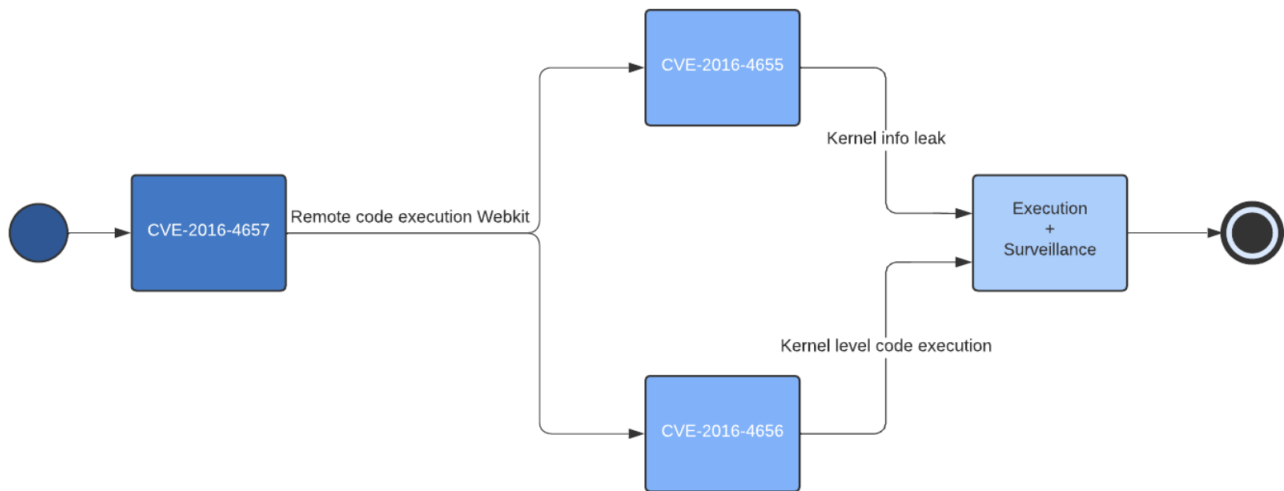 CVE-2016-4657
Remote code execution Webkit
CVE-2016-4655
Kernel info leak
CVE-2016-4656
Kernel level code execution
Execution
+
Surveillance